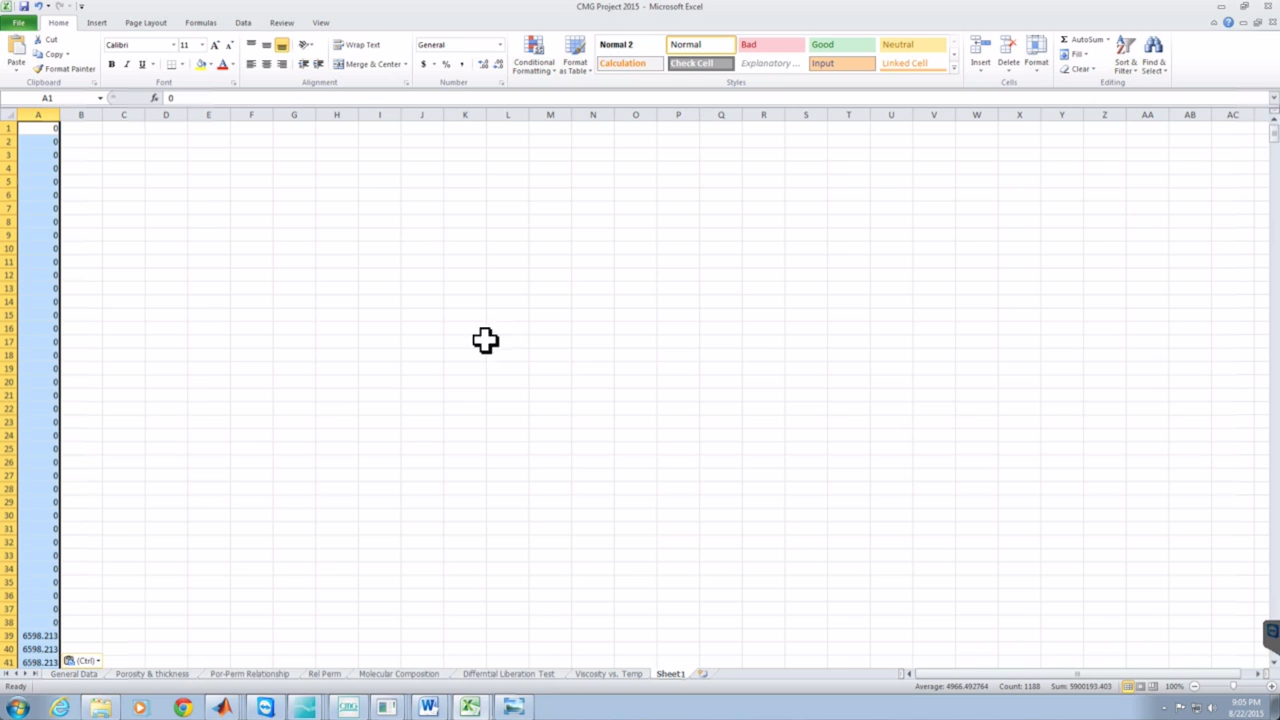 CMG Project 2015 - Microsoft Excel
File Home Insert Page Layout Formulas Data Review View
Paste Cut Copy Format Painter Clipboard
Calibri 11 A A B I U A Font
Wrap Text Merge & Center Alignment
General $ % , Number
Conditional Formatting Format as Table
Normal 2 Normal Bad Good Neutral
Calculation Check Cell Explanatory ... Input Linked Cell
Styles
Insert Delete Format Cells
Σ AutoSum Fill Clear Sort & Filter Find & Select Editing
A1 fx 0
A B C D E F G H I J K L M N O P Q R S T U V W X Y Z AA AB AC
1 0
2 0
3 0
4 0
5 0
6 0
7 0
8 0
9 0
10 0
11 0
12 0
13 0
14 0
15 0
16 0
17 0
18 0
19 0
20 0
21 0
22 0
23 0
24 0
25 0
26 0
27 0
28 0
29 0
30 0
31 0
32 0
33 0
34 0
35 0
36 0
37 0
38 0
39 6598.213
40 6598.213
41 6598.213 (Ctrl)
General Data Porosity & thickness Por-Perm Relationship Rel Perm Molecular Composition Differntal Liberation Test Viscosity vs. Temp Sheet1
Ready Average: 4966.492764 Count: 1188 Sum: 5900193.403 100%
9:05 PM
8/22/2015